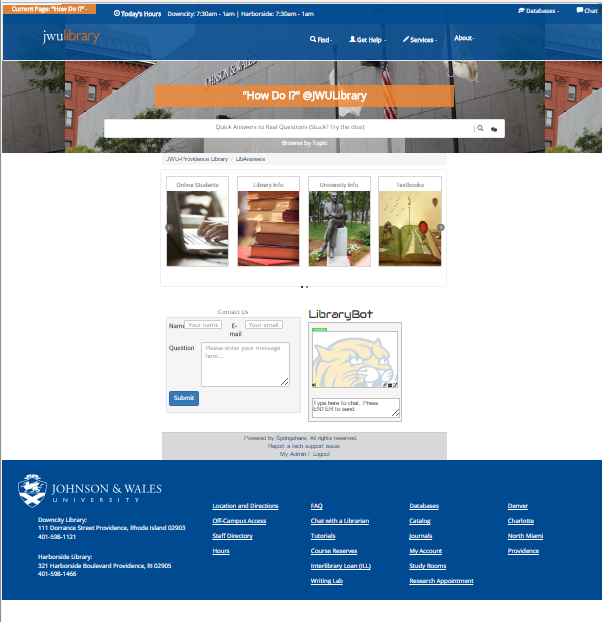 Current Page: "How Do I?" -
Today's Hours Downcity: 7:30am - 1am | Harborside: 7:30am - 1am
Databases -
Chat
jwulibrary
Find -
Get Help -
Services -
About-
JOHNSON & WALES
"How Do I?" @JWULibrary
Quick Answers to Real Questions (Stuck? Try the dice)
Browse by Topic
JWU-Providence Library / LibAnswers
Online Students
Library Info
University Info
Textbooks
Contact Us
Name
Your name
E-mail
Your email
Question
Please enter your message here...
Submit
LibraryBot
Type here to chat. Press
ENTER to send.
Powered by Springshare, All rights reserved.
Report a tech support issue.
My Admin / Logout
JOHNSON & WALES
UNIVERSITY
Downcity Library:
111 Dorrance Street Providence, Rhode Island 02903
401-598-1121
Harborside Library:
321 Harborside Boulevard Providence, RI 02905
401-598-1466
Location and Directions
Off-Campus Access
Staff Directory
Hours
FAQ
Chat with a Librarian
Tutorials
Course Reserves
Interlibrary Loan (ILL)
Writing Lab
Databases
Catalog
Journals
My Account
Study Rooms
Research Appointment
Denver
Charlotte
North Miami
Providence